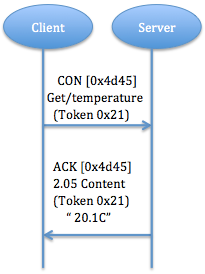 Client
Server
CON [0x4d45]
Get/temperature
(Token 0x21)
ACK [0x4d45]
2.05 Content
(Token 0x21)
“ 20.1C”